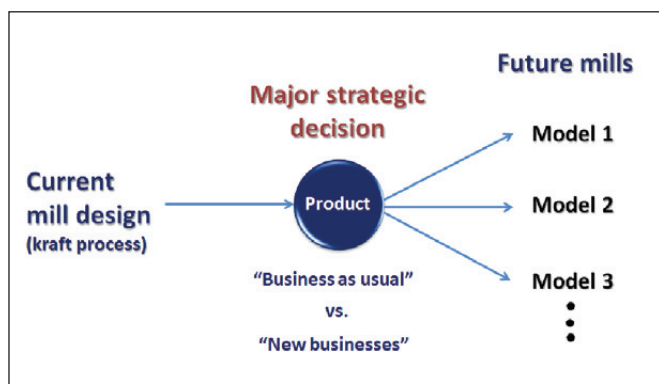 Future mills
Major strategic
decision
Model 1
Current
mill design
(kraft process)
Product
Model 2
"Business as usual"
vs.
"New businesses"
Model 3